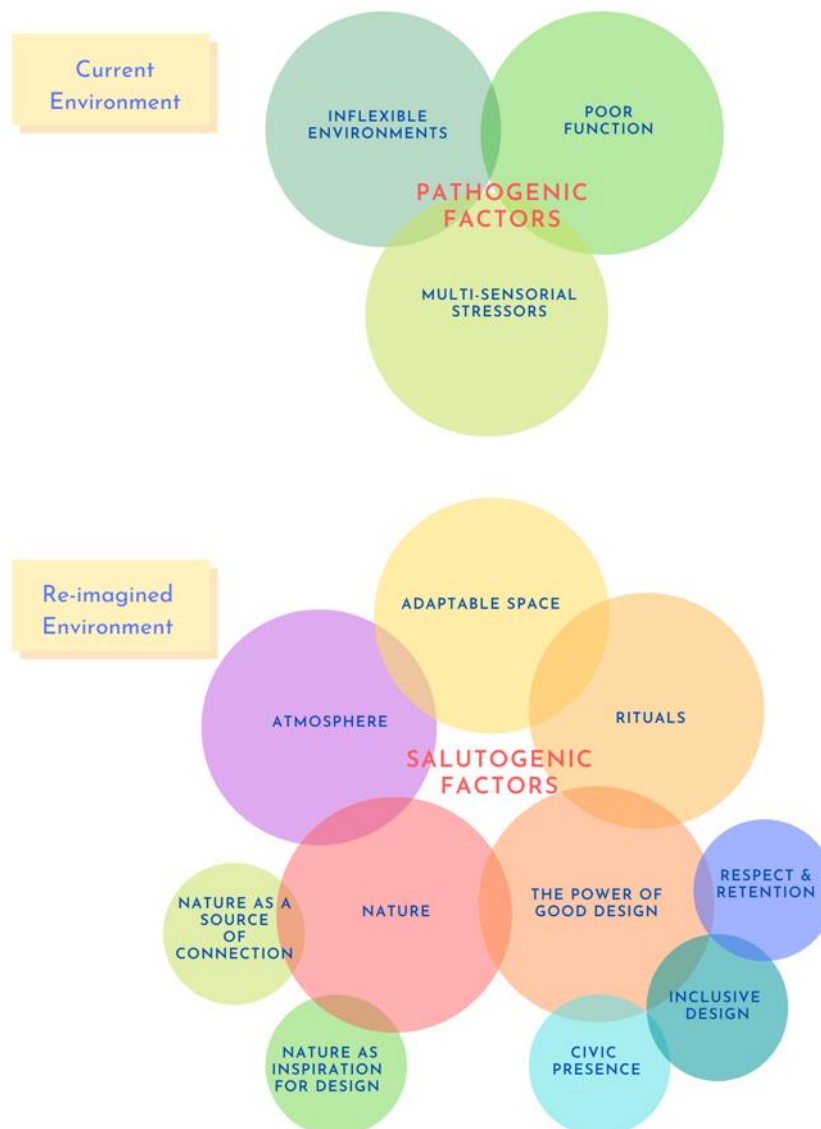 Current
Environment
INFLEXIBLE
ENVIRONMENTS
POOR
FUNCTION
PATHOGENIC
FACTORS
MULTI-SENSORIAL
STRESSORS
Re-imagined
Environment
ADAPTABLE SPACE
ATMOSPHERE
RITUALS
SALUTOGENIC
FACTORS
NATURE
THE POWER OF
GOOD DESIGN
RESPECT &
RETENTION
NATURE AS A
SOURCE
OF
CONNECTION
INCLUSIVE
DESIGN
NATURE AS
INSPIRATION
FOR DESIGN
CIVIC
PRESENCE